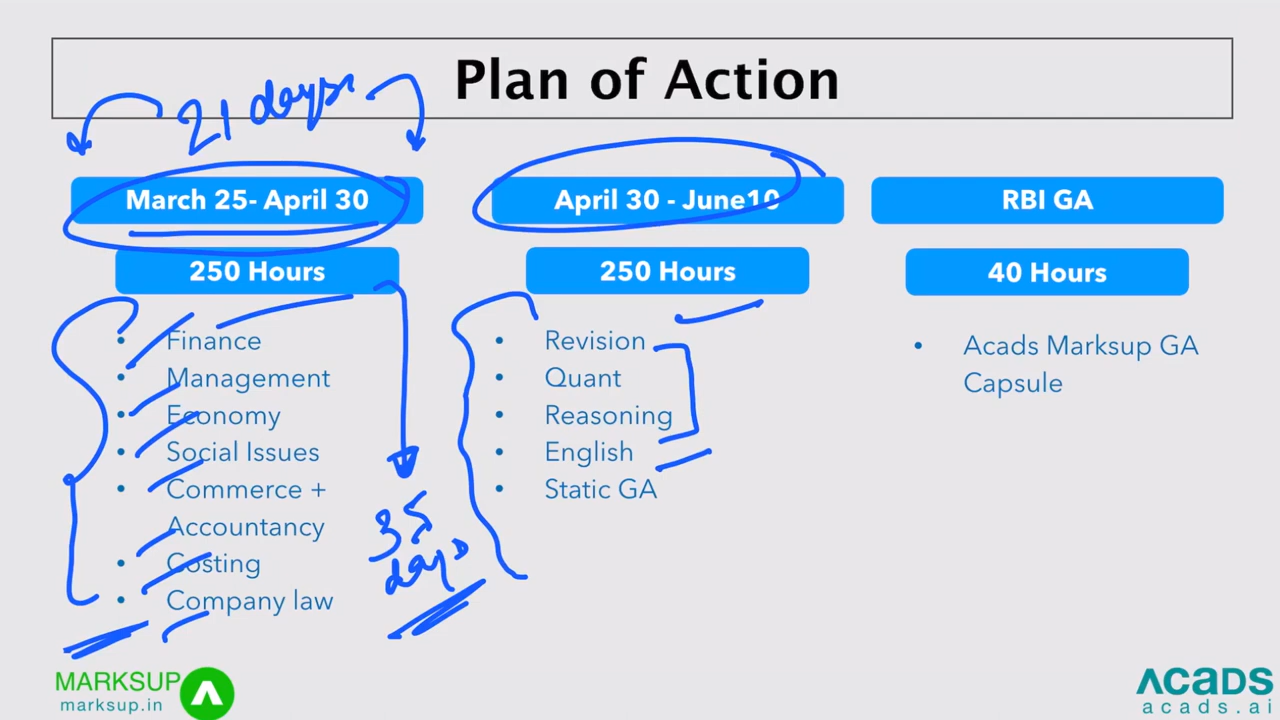 Plan of Action
21 days
March 25- April 30
250 Hours
• Finance
• Management
• Economy
• Social Issues
• Commerce +
Accountancy
• Costing
• Company law
35
days
April 30 - June10
250 Hours
• Revision
• Quant
• Reasoning
• English
• Static GA
RBI GA
40 Hours
• Acads Marksup GA
Capsule
MARKSUP
marksup.in
ACADS
acads.ai